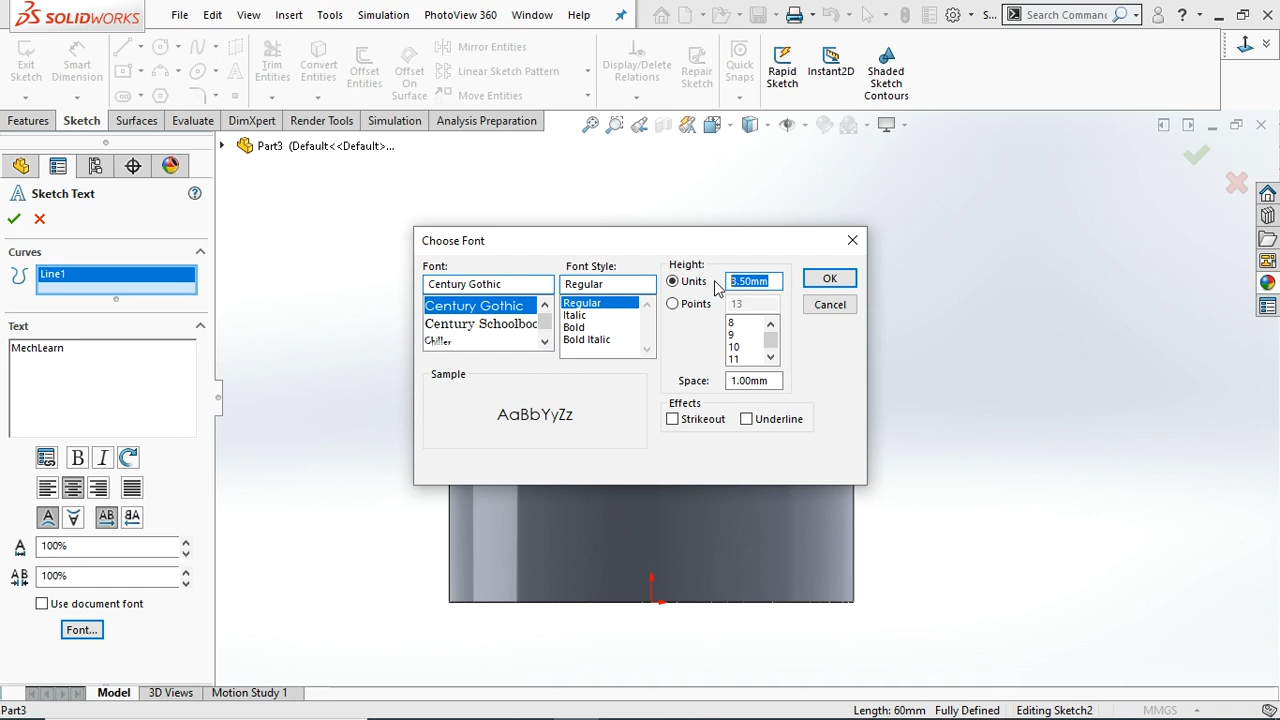 SOLIDWORKS File Edit View Insert Tools Simulation PhotoView 360 Window Help S... Search Comman ?
Exit Sketch Smart Dimension Trim Entities Convert Entities Offset Entities Offset On Surface Mirror Entities Linear Sketch Pattern Move Entities Display/Delete Relations Repair Sketch Quick Snaps Rapid Sketch Instant2D Shaded Sketch Contours
Features Sketch Surfaces Evaluate DimXpert Render Tools Simulation Analysis Preparation
Part3 (Default<<Default>...
Sketch Text
Curves
Line1
Text
MechLearn
B I
AB BA
100%
AB 100%
Use document font
Font...
Choose Font
Font: Font Style: Height:
Century Gothic Regular Units 3.50mm OK
Century Gothic Regular Points 13 Cancel
Century Schoolboo Italic 8
Chiller Bold 9
Bold Italic 10
11
Space: 1.00mm
Sample
AaBbYyZz
Effects
Strikeout Underline
Model 3D Views Motion Study 1
Part3 Length: 60mm Fully Defined Editing Sketch2 MMGS